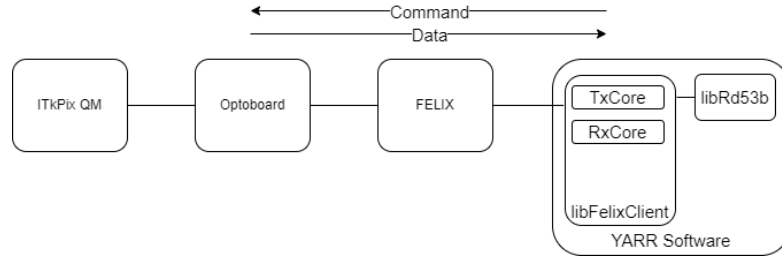 Command
Data
ITkPix QM
Optoboard
FELIX
TxCore
libRd53b
RxCore
libFelixClient
YARR Software